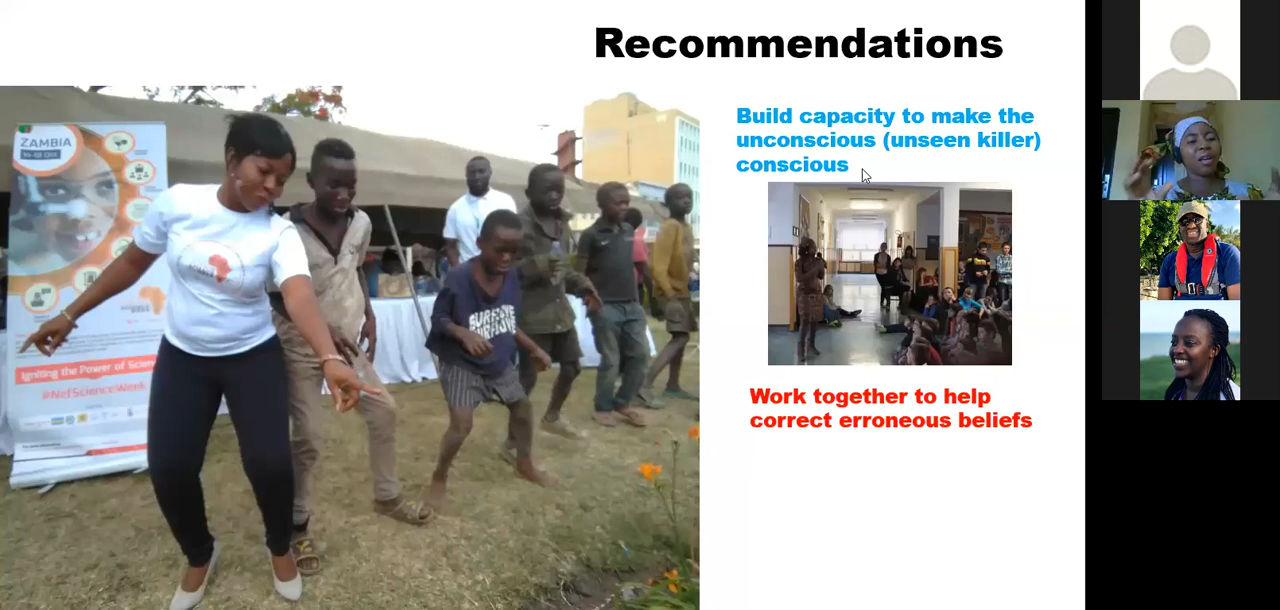 Recommendations
Build capacity to make the
unconscious (unseen killer)
conscious
Work together to help
correct erroneous beliefs
ZAMBIA
Igniting the Power of Scien
#NefScienceWeek